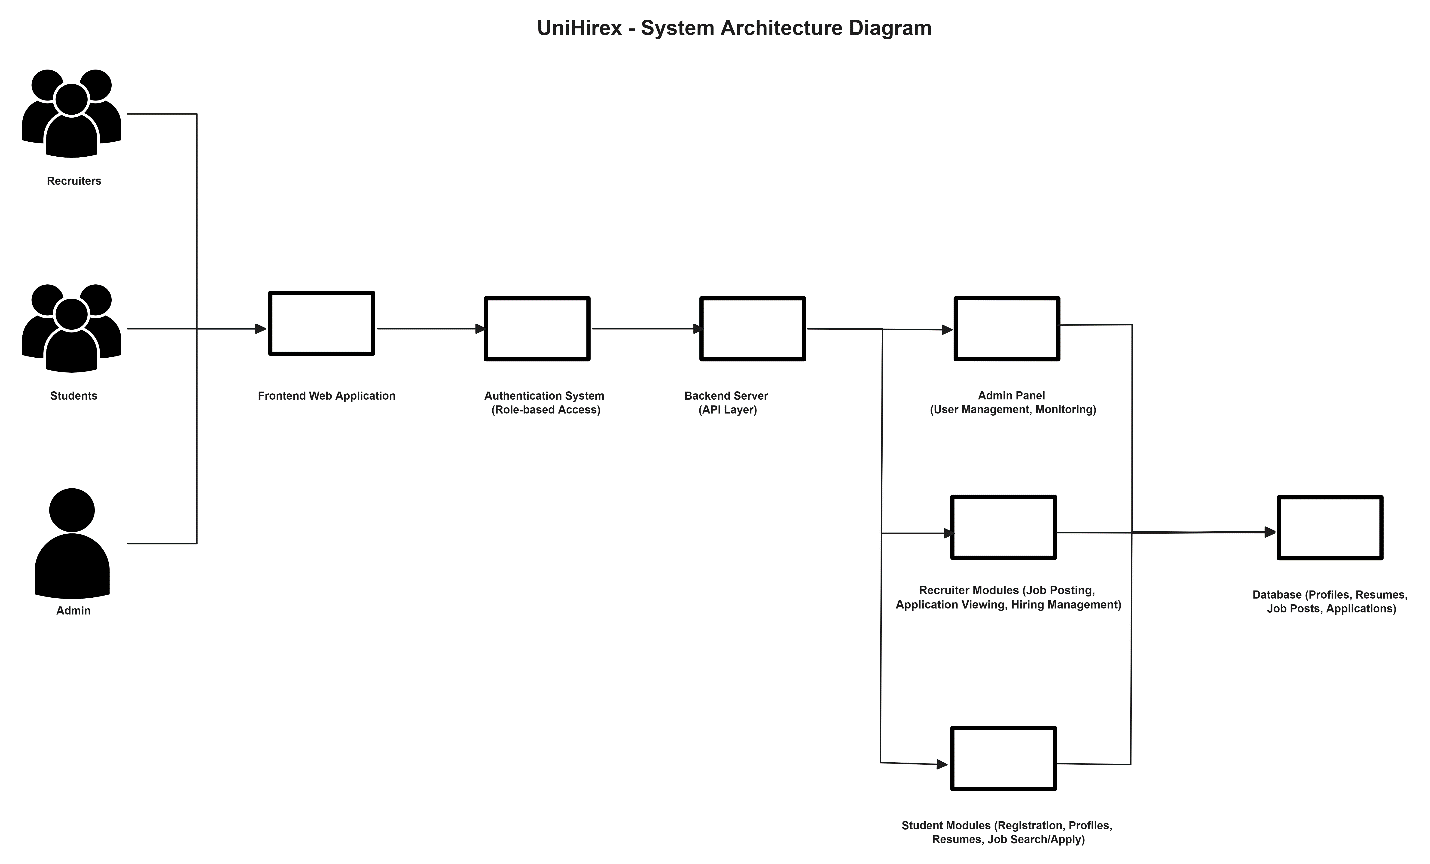 UniHirex - System Architecture Diagram
Recruiters
Students
Frontend Web Application
Authentication System
(Role-based Access)
Backend Server
(API Layer)
Admin Panel
(User Management, Monitoring)
Admin
Recruiter Modules (Job Posting,
Application Viewing, Hiring Management)
Database (Profiles, Resumes,
Job Posts, Applications)
Student Modules (Registration, Profiles,
Resumes, Job Search/Apply)